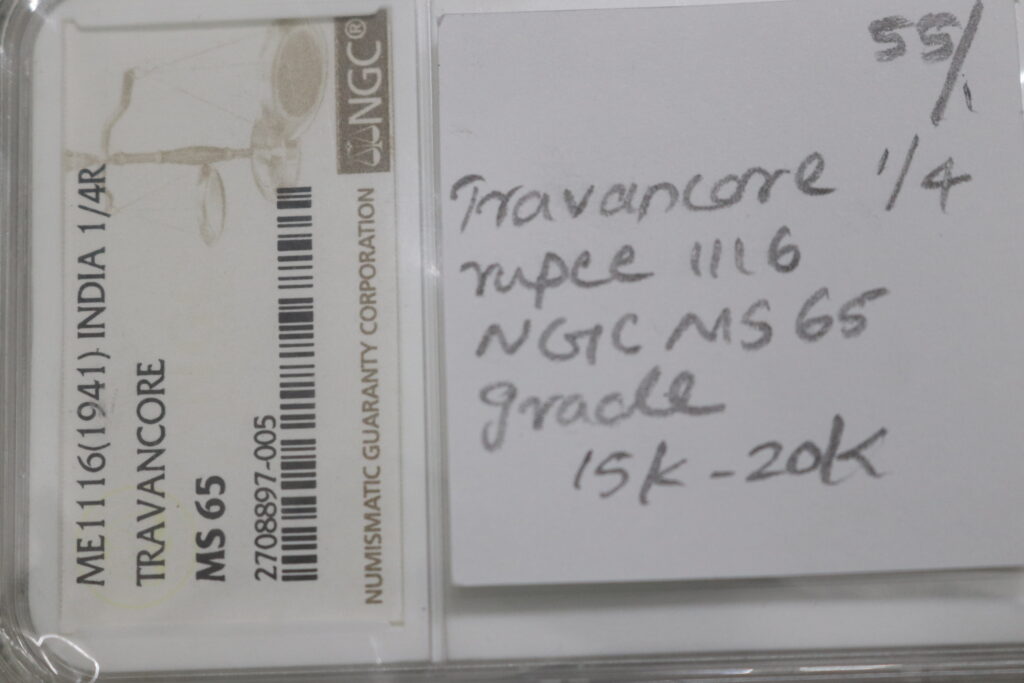 ME1116(1941) INDIA 1/4R
TRAVANCORE
MS 65
2708897-005
NUMISMATIC GUARANTY CORPORATION
NGC®
55/1
Travancore 1/4
rupee 1116
NGC MS 65
grade
15K-20K